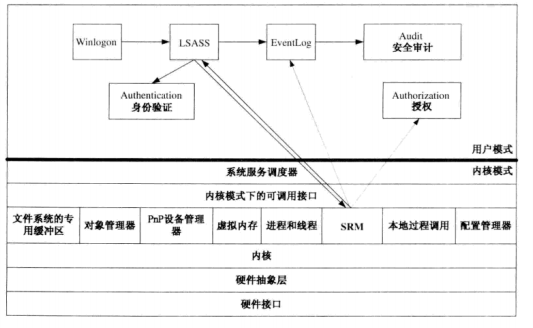 Winlogon
LSASS
EventLog
Audit
安全审计
Authentication
身份验证
Authorization
授权
用户模式
系统服务调度器
内核模式
内核模式下的可调用接口
文件系统的专
用缓冲区
对象管理器
PnP设备管理
器
虚拟内存
进程和线程
SRM
本地过程调用
配置管理器
内核
硬件抽象层
硬件接口